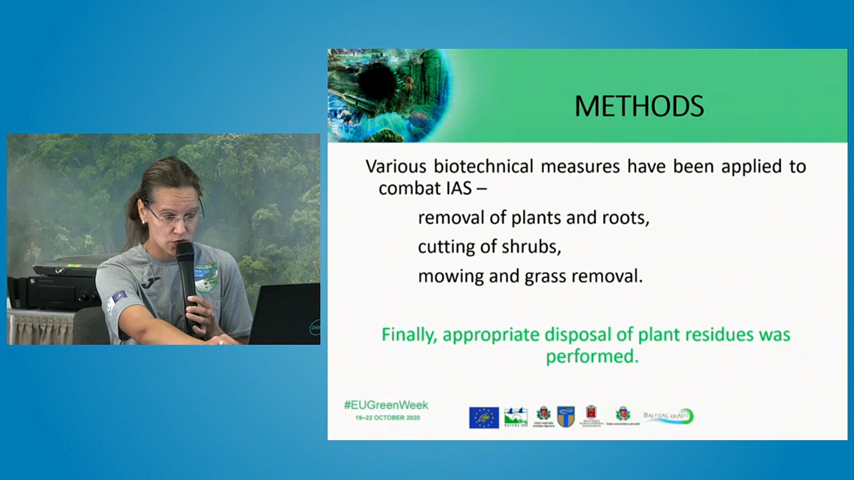 METHODS
Various biotechnical measures have been applied to
combat IAS –
removal of plants and roots,
cutting of shrubs,
mowing and grass removal.
Finally, appropriate disposal of plant residues was
performed.
#EUGreenWeek
19–22 OCTOBER 2020